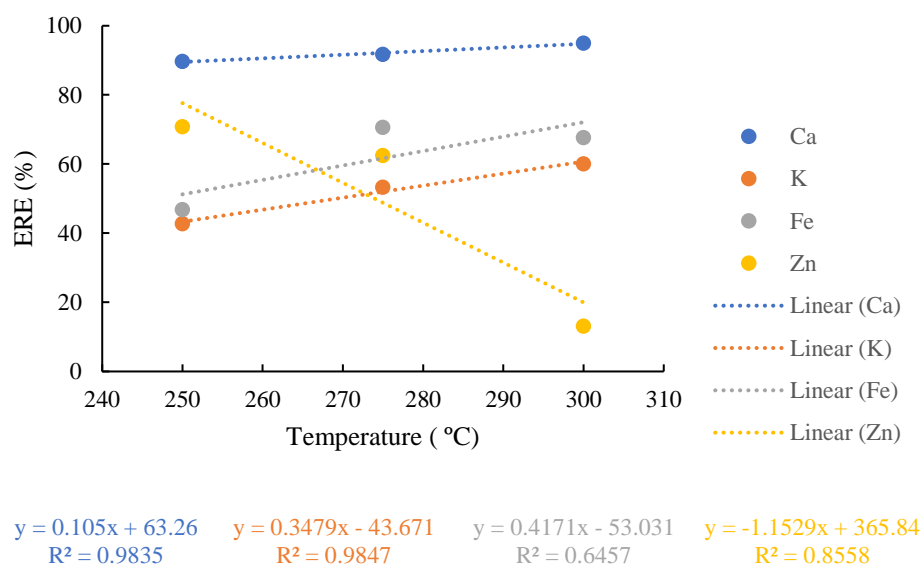 100
80
60
40
20
0
ERE (%)
240 250 260 270 280 290 300 310
Temperature ( ºC)
Ca
K
Fe
Zn
Linear (Ca)
Linear (K)
Linear (Fe)
Linear (Zn)
y = 0.105x + 63.26
R² = 0.9835
y = 0.3479x - 43.671
R² = 0.9847
y = 0.4171x - 53.031
R² = 0.6457
y = -1.1529x + 365.84
R² = 0.8558